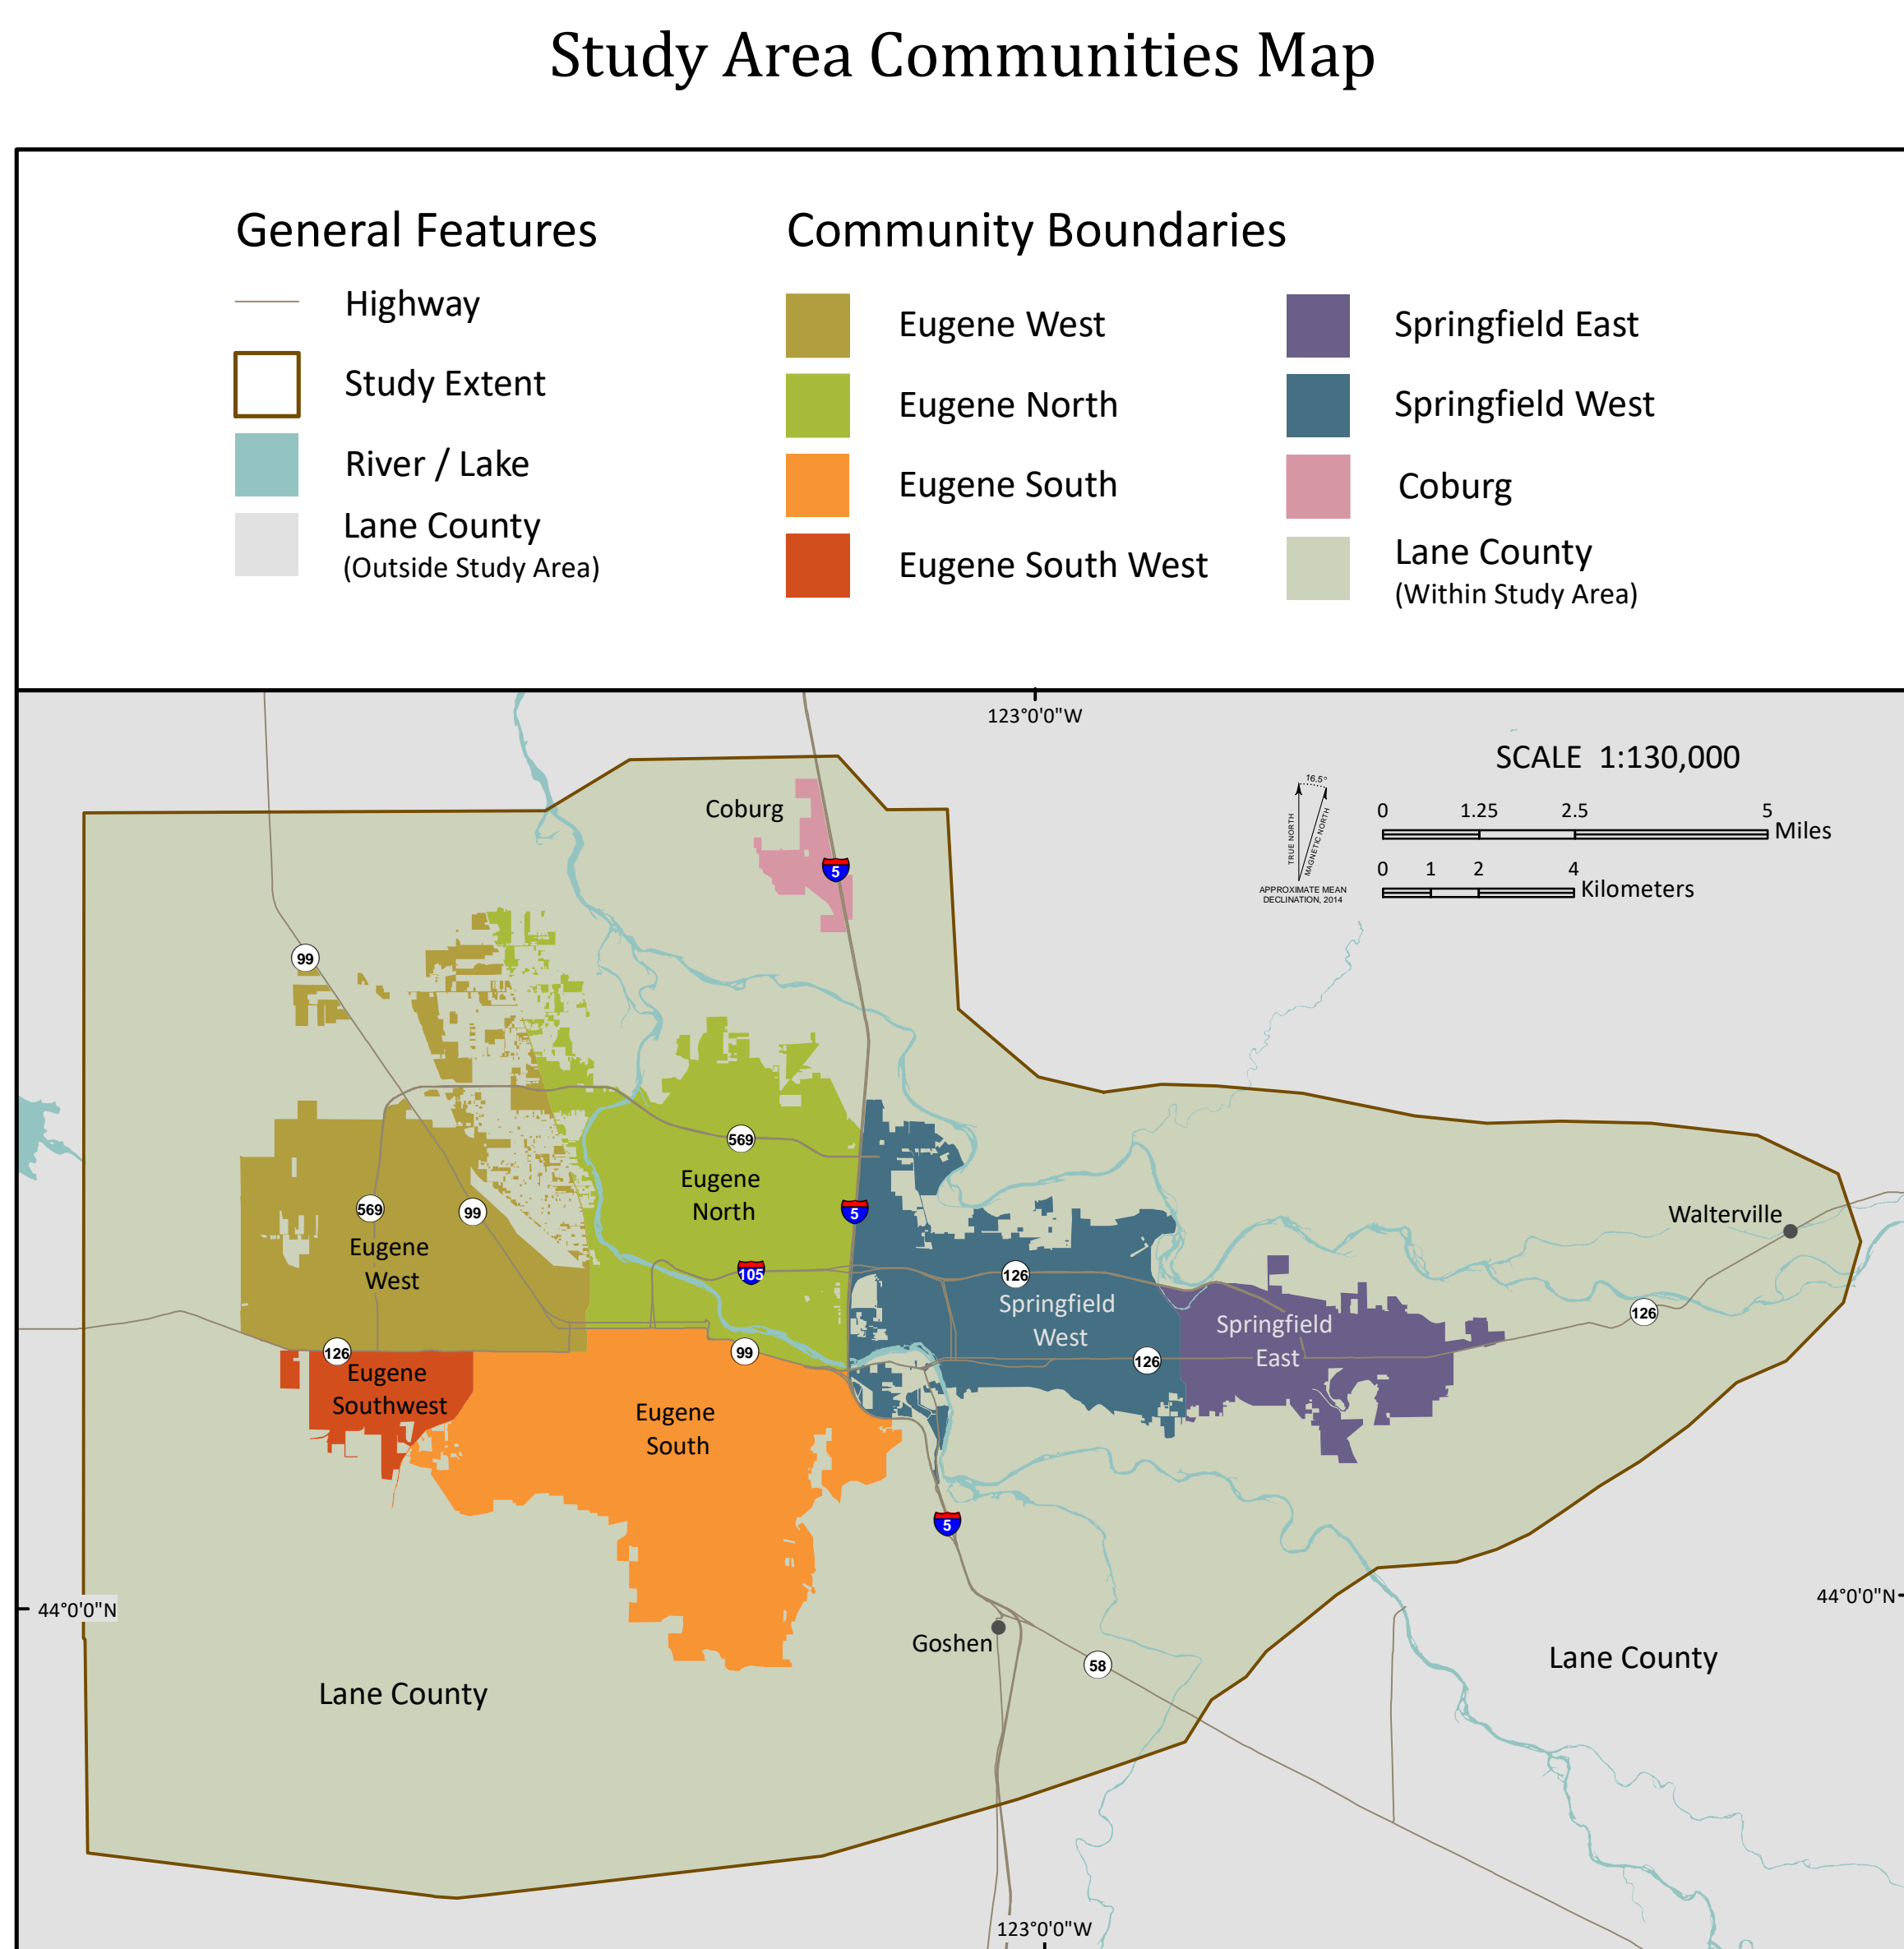 Study Area Communities Map
General Features
Highway
Study Extent
River / Lake
Lane County
(Outside Study Area)
Community Boundaries
Eugene West
Eugene North
Eugene South
Eugene South West
Springfield East
Springfield West
Coburg
Lane County
(Within Study Area)
123°0'0"W
SCALE 1:130,000
16.5°
TRUE NORTH
MAGNETIC NORTH
APPROXIMATE MEAN
DECLINATION, 2014
0 1.25 2.5 5
Miles
0 1 2 4
Kilometers
Coburg
5
99
569
Eugene
North
569
99
5
Walterville
Eugene
West
105
126
Springfield
West
126
Springfield
East
126
99
126
Eugene
Southwest
Eugene
South
5
44°0'0"N
44°0'0"N
Goshen
58
Lane County
Lane County
123°0'0"W